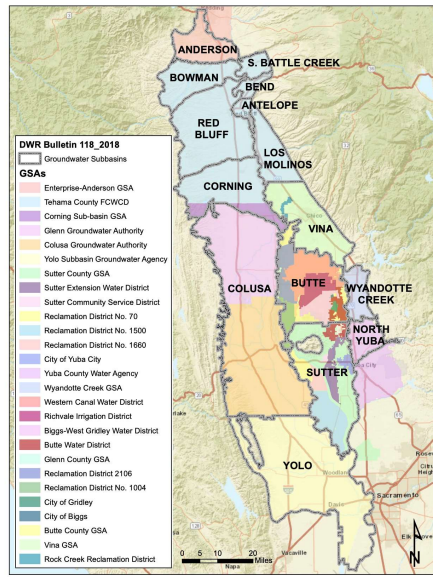 ANDERSON
S. BATTLE CREEK
BOWMAN
BEND
ANTELOPE
RED
BLUFF
LOS
MOLINOS
CORNING
VINA
COLUSA
BUTTE
WYANDOTTE
CREEK
NORTH
YUBA
SUTTER
YOLO
Sacramento
Davis
Vacaville
Napa
DWR Bulletin 118_2018
Groundwater Subbasins
GSAs
Enterprise-Anderson GSA
Tehama County FCWCD
Corning Sub-basin GSA
Glenn Groundwater Authority
Colusa Groundwater Authority
Yolo Subbasin Groundwater Agency
Sutter County GSA
Sutter Extension Water District
Sutter Community Service District
Reclamation District No. 70
Reclamation District No. 1500
Reclamation District No. 1660
City of Yuba City
Yuba County Water Agency
Wyandotte Creek GSA
Western Canal Water District
Richvale Irrigation District
Biggs-West Gridley Water District
Butte Water District
Glenn County GSA
Reclamation District 2106
Reclamation District No. 1004
City of Gridley
City of Biggs
Butte County GSA
Vina GSA
Rock Creek Reclamation District
0 5 10 20
Miles
N